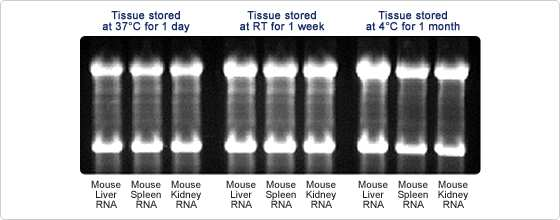 Tissue stored
at 37°C for 1 day
Tissue stored
at RT for 1 week
Tissue stored
at 4°C for 1 month
Mouse
Liver
RNA
Mouse
Spleen
RNA
Mouse
Kidney
RNA
Mouse
Liver
RNA
Mouse
Spleen
RNA
Mouse
Kidney
RNA
Mouse
Liver
RNA
Mouse
Spleen
RNA
Mouse
Kidney
RNA